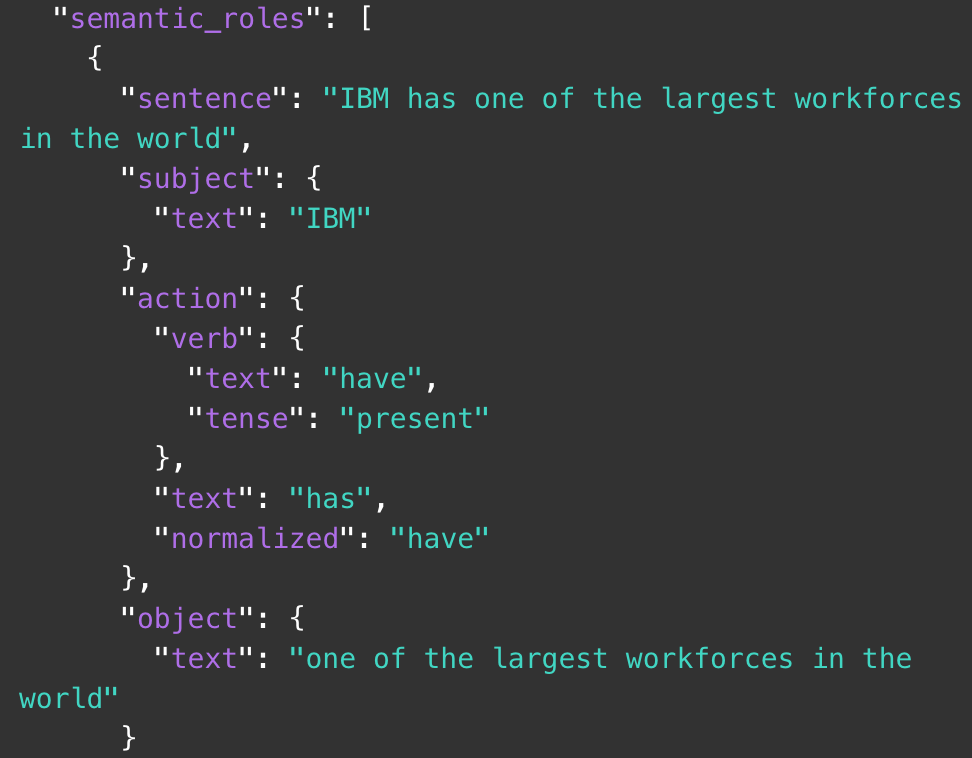 "semantic_roles": [
{
"sentence": "IBM has one of the largest workforces
in the world",
"subject": {
"text": "IBM"
},
"action": {
"verb": {
"text": "have",
"tense": "present"
},
"text": "has",
"normalized": "have"
},
"object": {
"text": "one of the largest workforces in the
world"
}